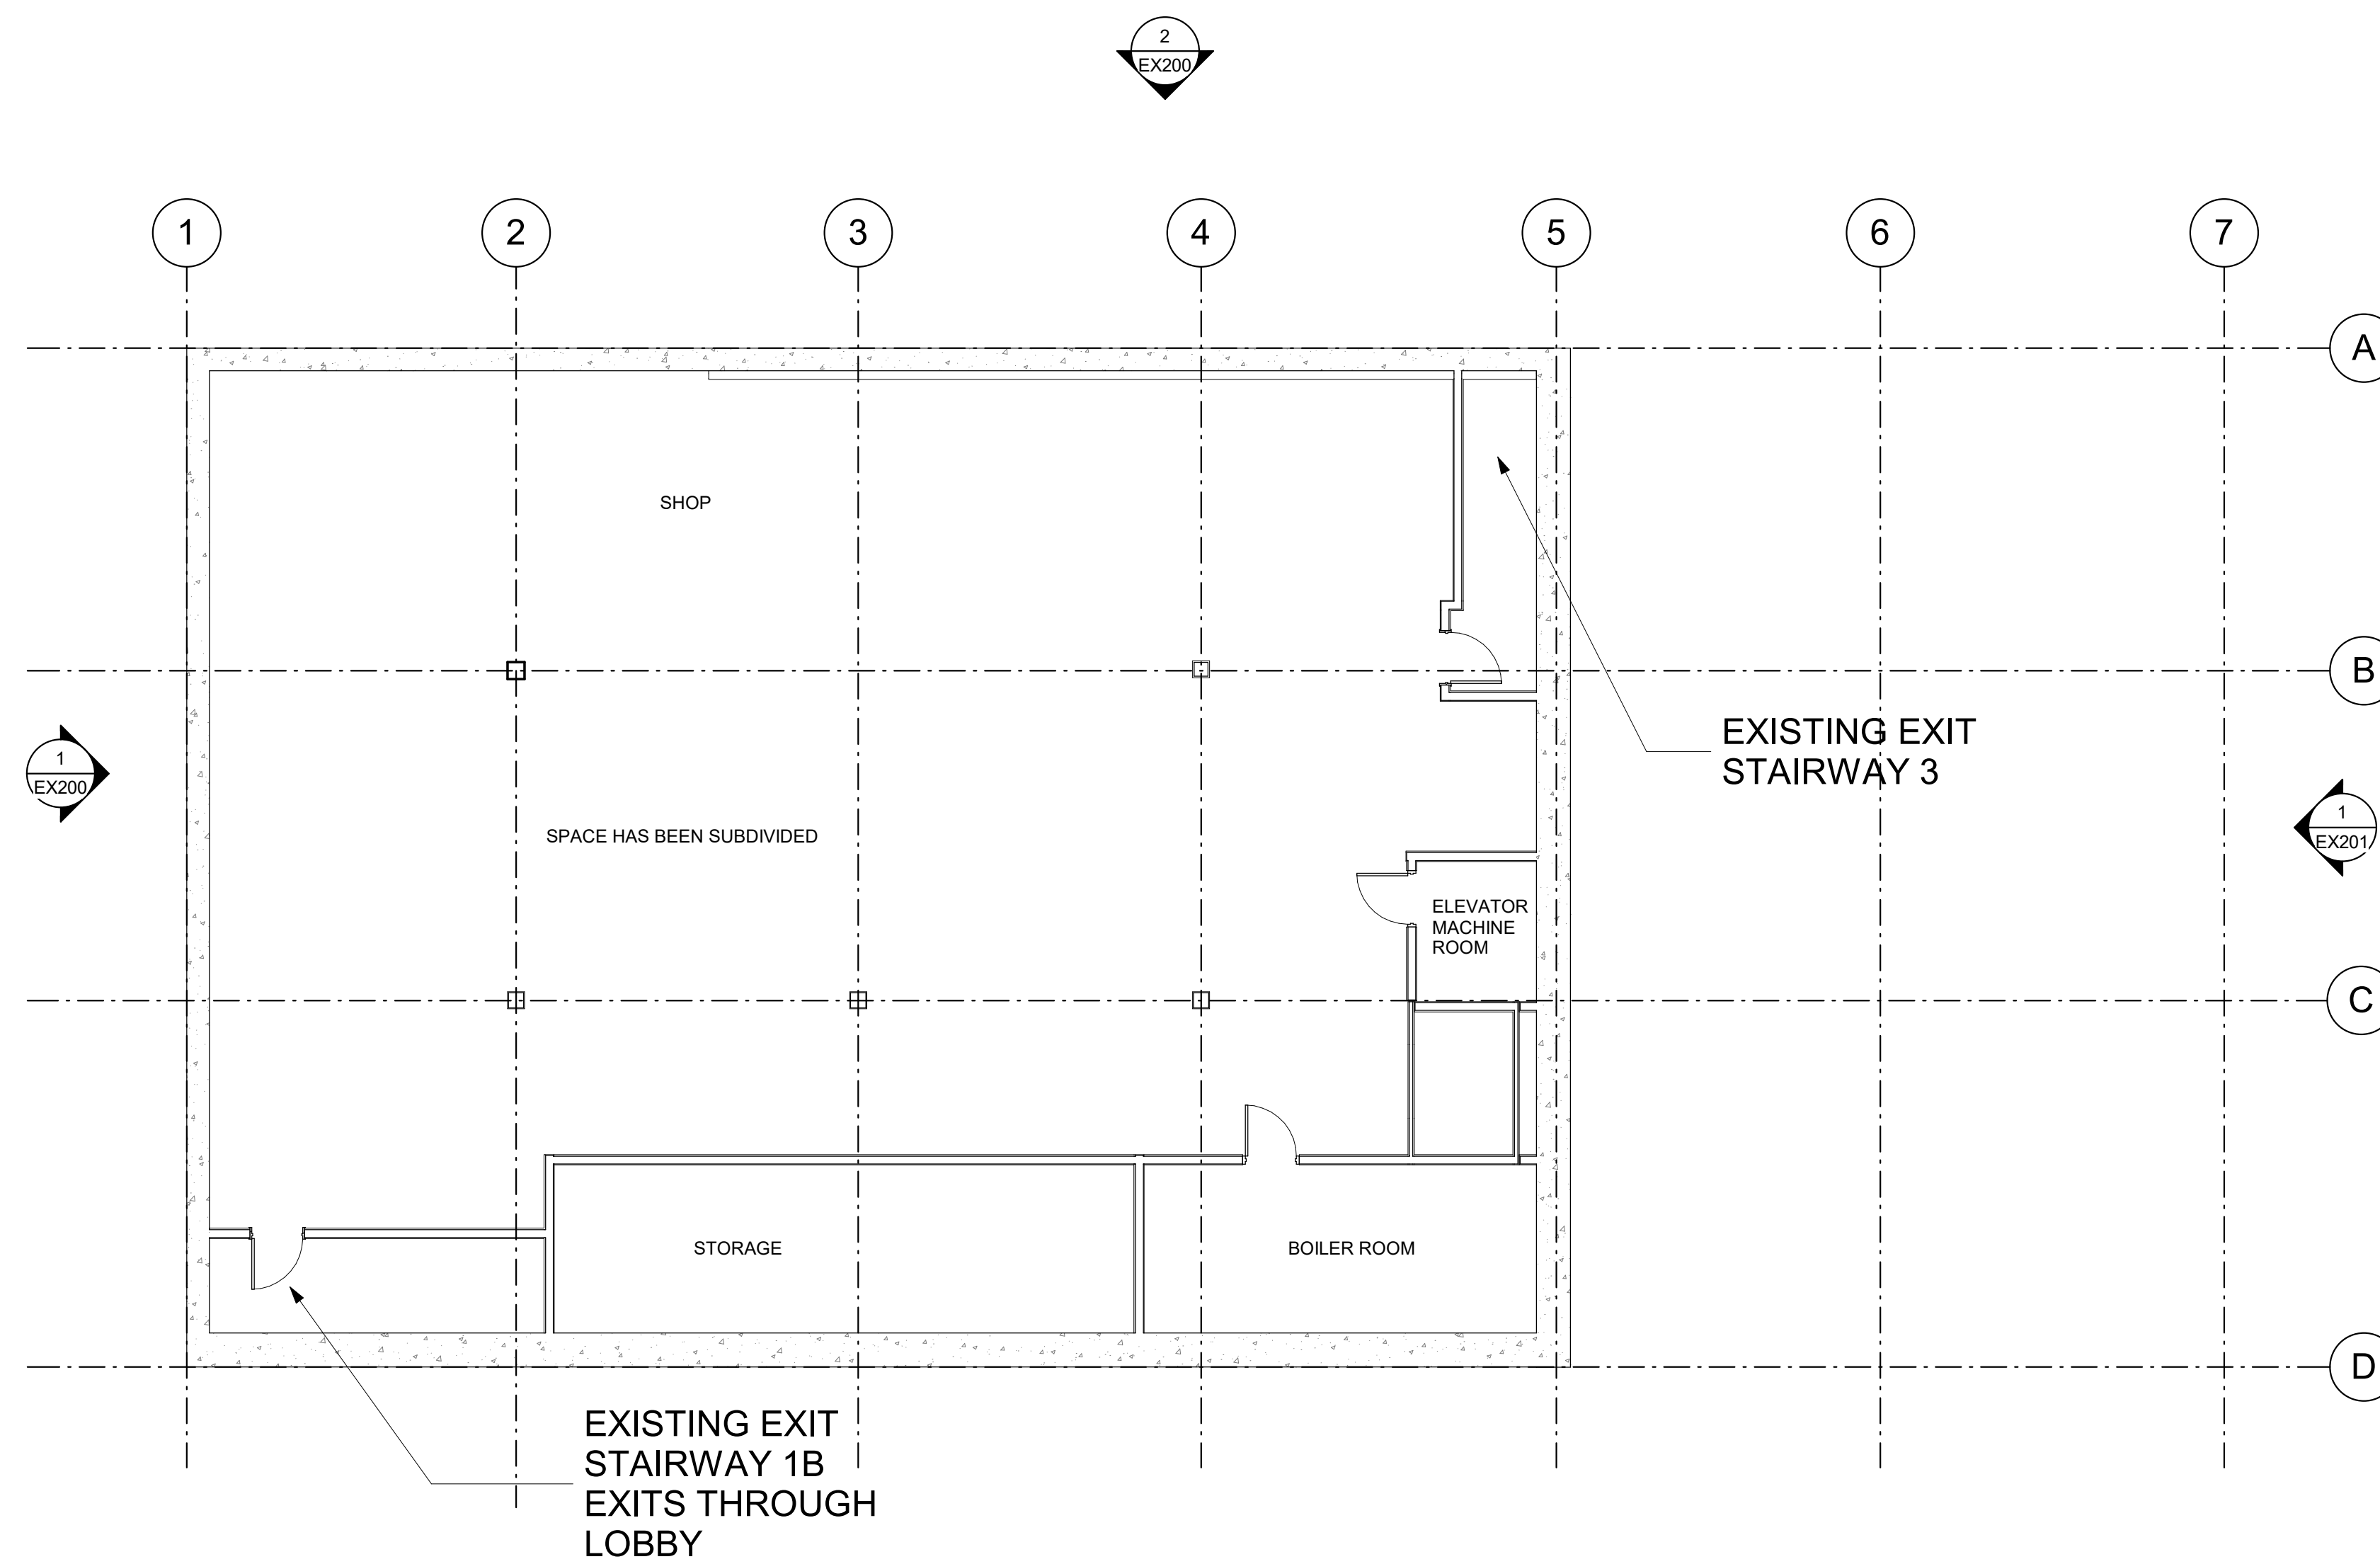 2
EX200
1
2
3
4
5
6
7
A
SHOP
B
EXISTING EXIT
STAIRWAY 3
1
EX200
1
EX201
SPACE HAS BEEN SUBDIVIDED
ELEVATOR
MACHINE
ROOM
C
STORAGE
BOILER ROOM
D
EXISTING EXIT
STAIRWAY 1B
EXITS THROUGH
LOBBY